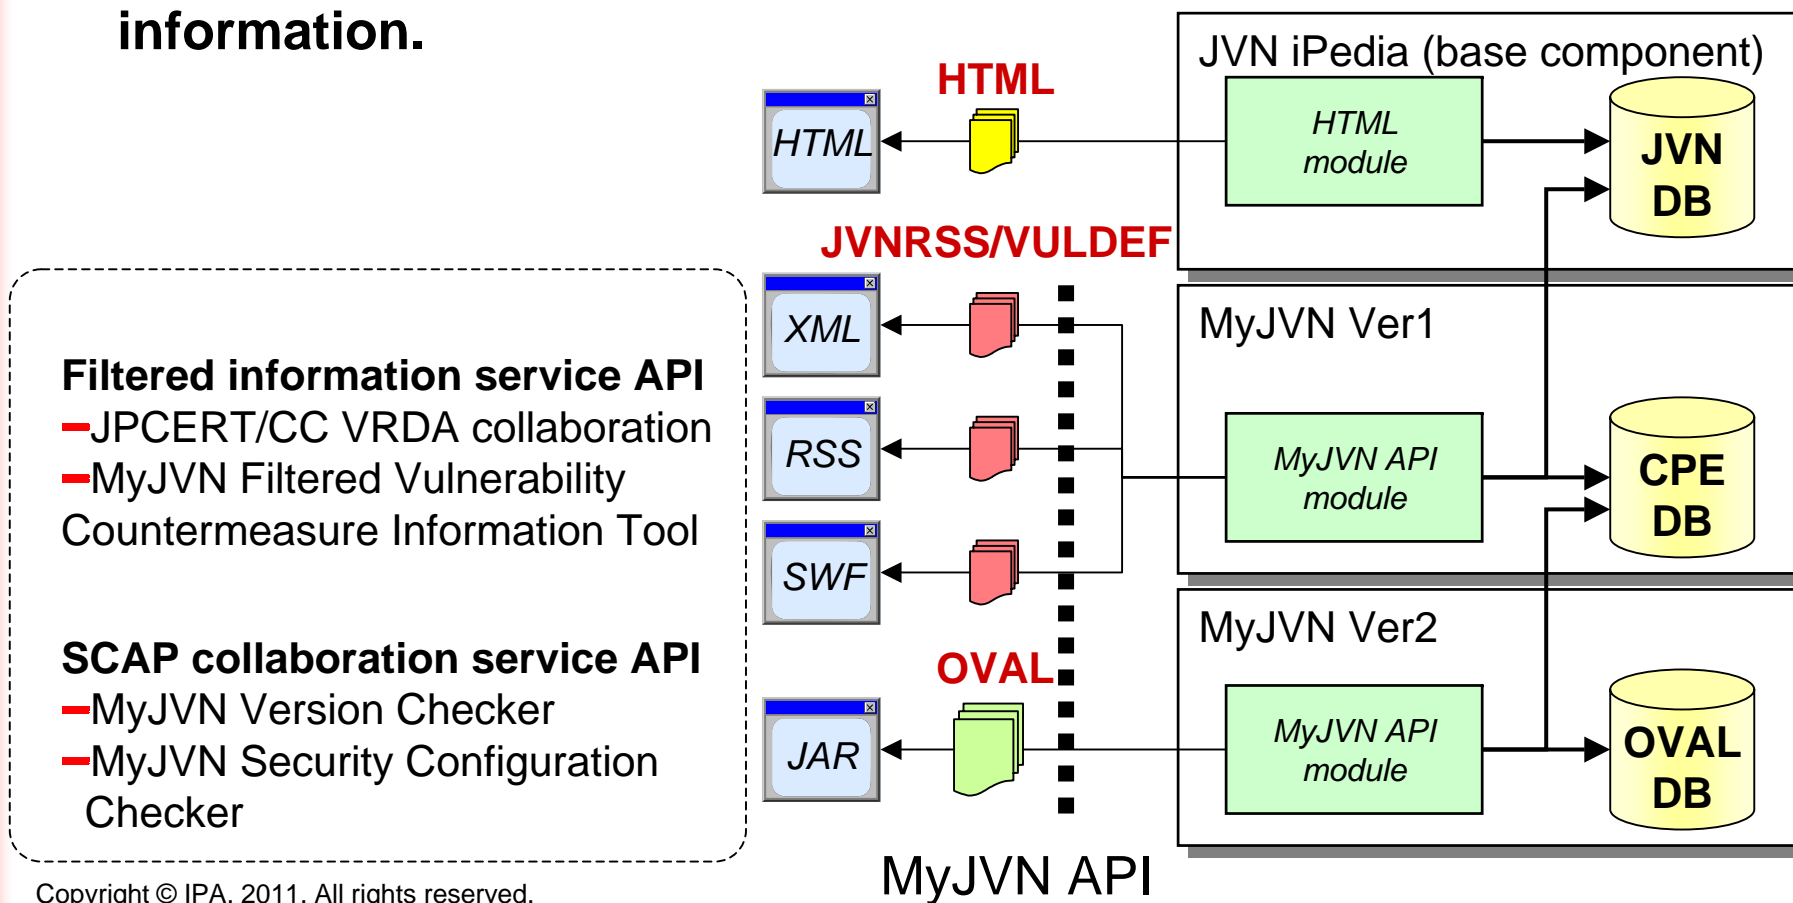 information.
JVN iPedia (base component)
HTML
HTML
HTML
module
JVN
DB
JVNRSS/VULDEF
XML
MyJVN Ver1
Filtered information service API
JPCERT/CC VRDA collaboration
MyJVN Filtered Vulnerability
Countermeasure Information Tool
RSS
MyJVN API
module
CPE
DB
SWF
SCAP collaboration service API
MyJVN Version Checker
MyJVN Security Configuration
Checker
OVAL
MyJVN Ver2
JAR
MyJVN API
module
OVAL
DB
MyJVN API
Copyright © IPA, 2011. All rights reserved.